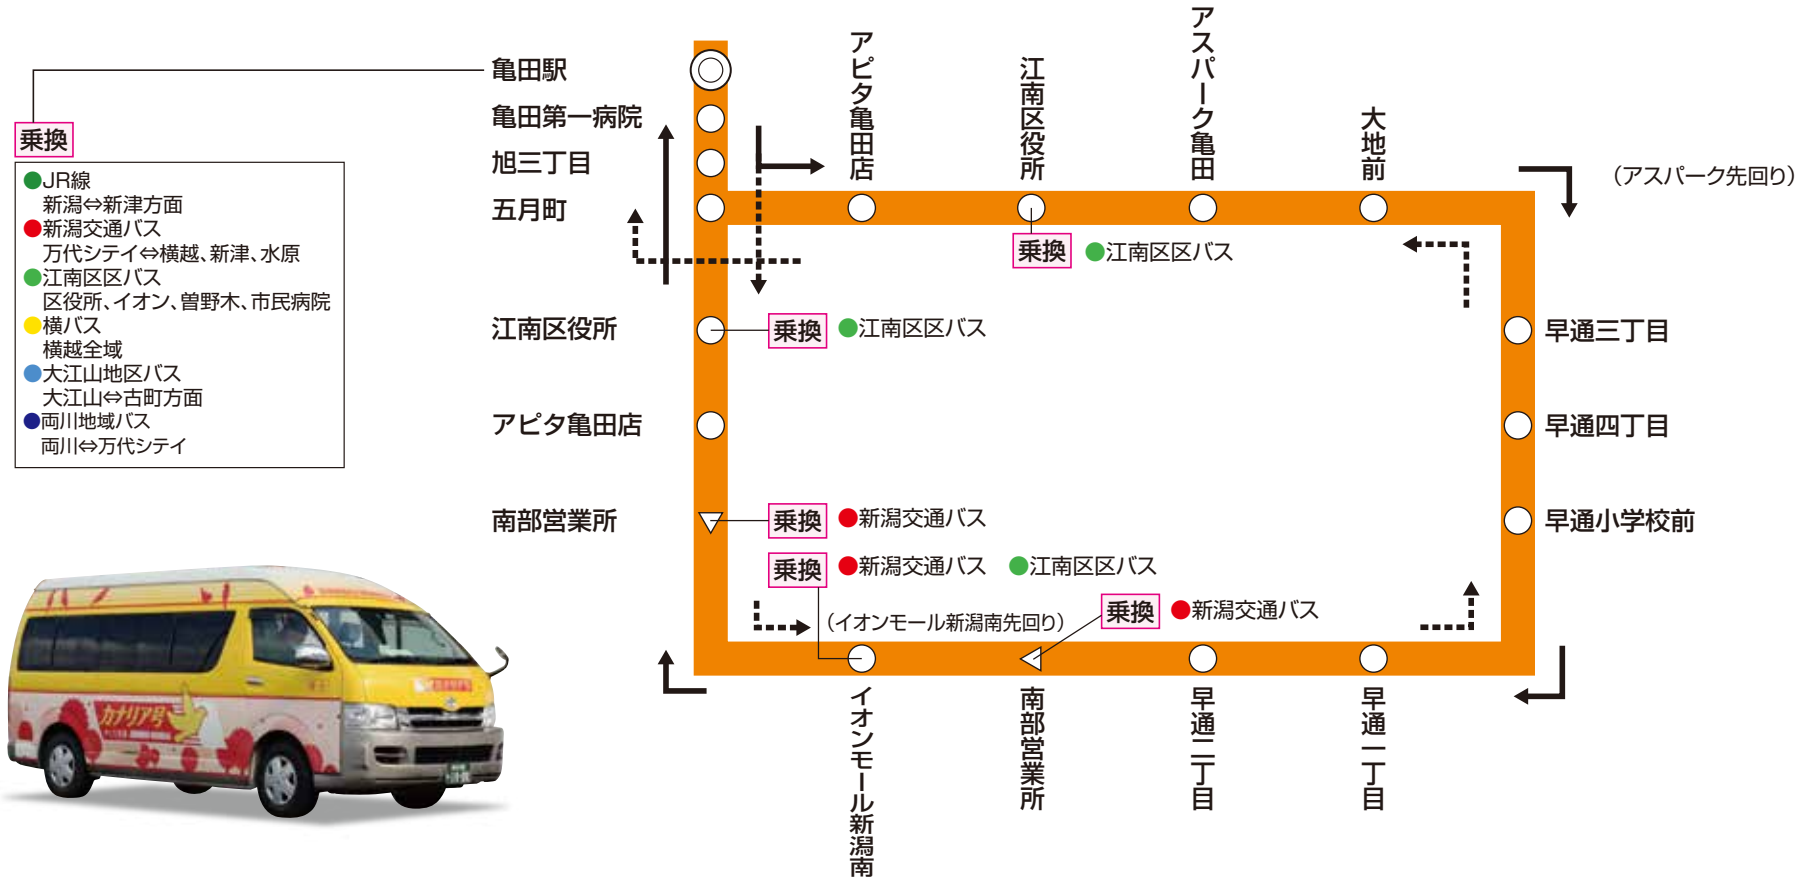 亀田駅
亀田第一病院
旭三丁目
五月町
江南区役所
アピタ亀田店
南部営業所
乗換
●JR線
新潟⇔新津方面
●新潟交通バス
万代シテイ⇔横越、新津、水原
●江南区区バス
区役所、イオン、曽野木、市民病院
●横バス
横越全域
●大江山地区バス
大江山⇔古町方面
●両川地域バス
両川⇔万代シテイ
アピタ亀田店
江南区役所
アスパーク亀田
大地前
(アスパーク先回り)
乗換 ●江南区区バス
乗換 ●江南区区バス
乗換 ●新潟交通バス
乗換 ●新潟交通バス ●江南区区バス
(イオンモール新潟南先回り)
乗換 ●新潟交通バス
早通三丁目
早通四丁目
早通小学校前
イオンモール新潟南
南部営業所
早通二丁目
早通一丁目
カナリア号